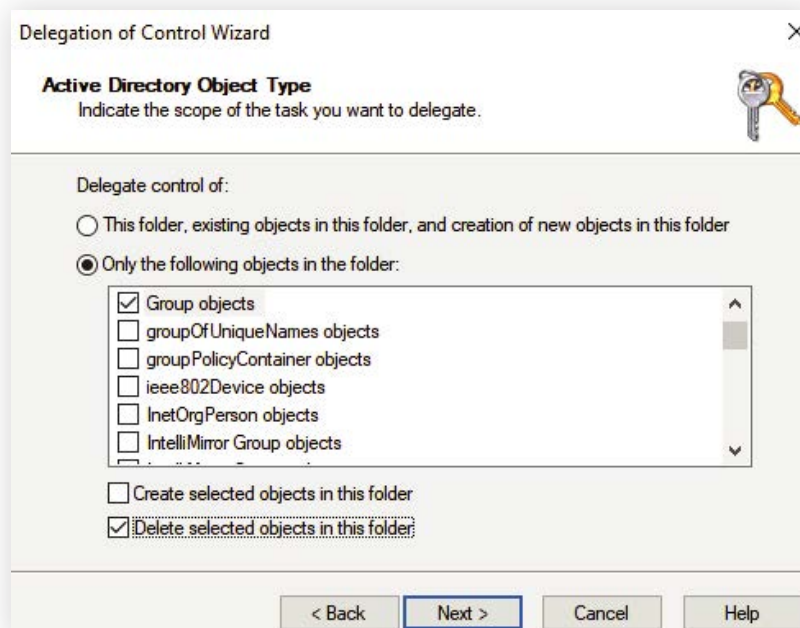 Delegation of Control Wizard
Active Directory Object Type
Indicate the scope of the task you want to delegate.
Delegate control of:
This folder, existing objects in this folder, and creation of new objects in this folder
Only the following objects in the folder:
Group objects
groupOfUniqueNames objects
groupPolicyContainer objects
ieee802Device objects
InetOrgPerson objects
IntelliMirror Group objects
Create selected objects in this folder
Delete selected objects in this folder
< Back Next > Cancel Help